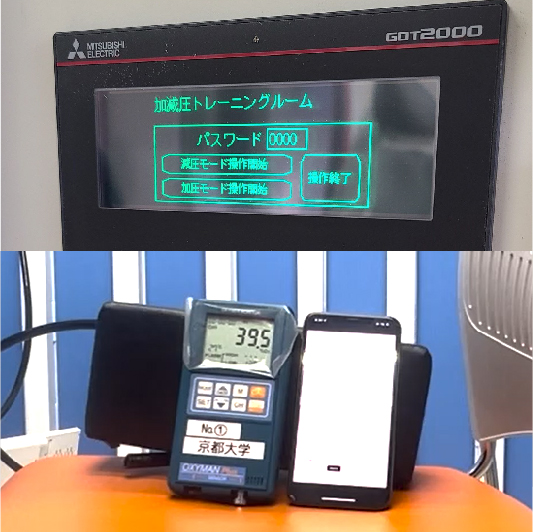 MITSUBISHI
ELECTRIC
GOT2000
加減圧トレーニングルーム
パスワード 0000
減圧モード操作開始
加圧モード操作開始
操作終了
39.5
No.①
京都大学
OXYMAN Plus